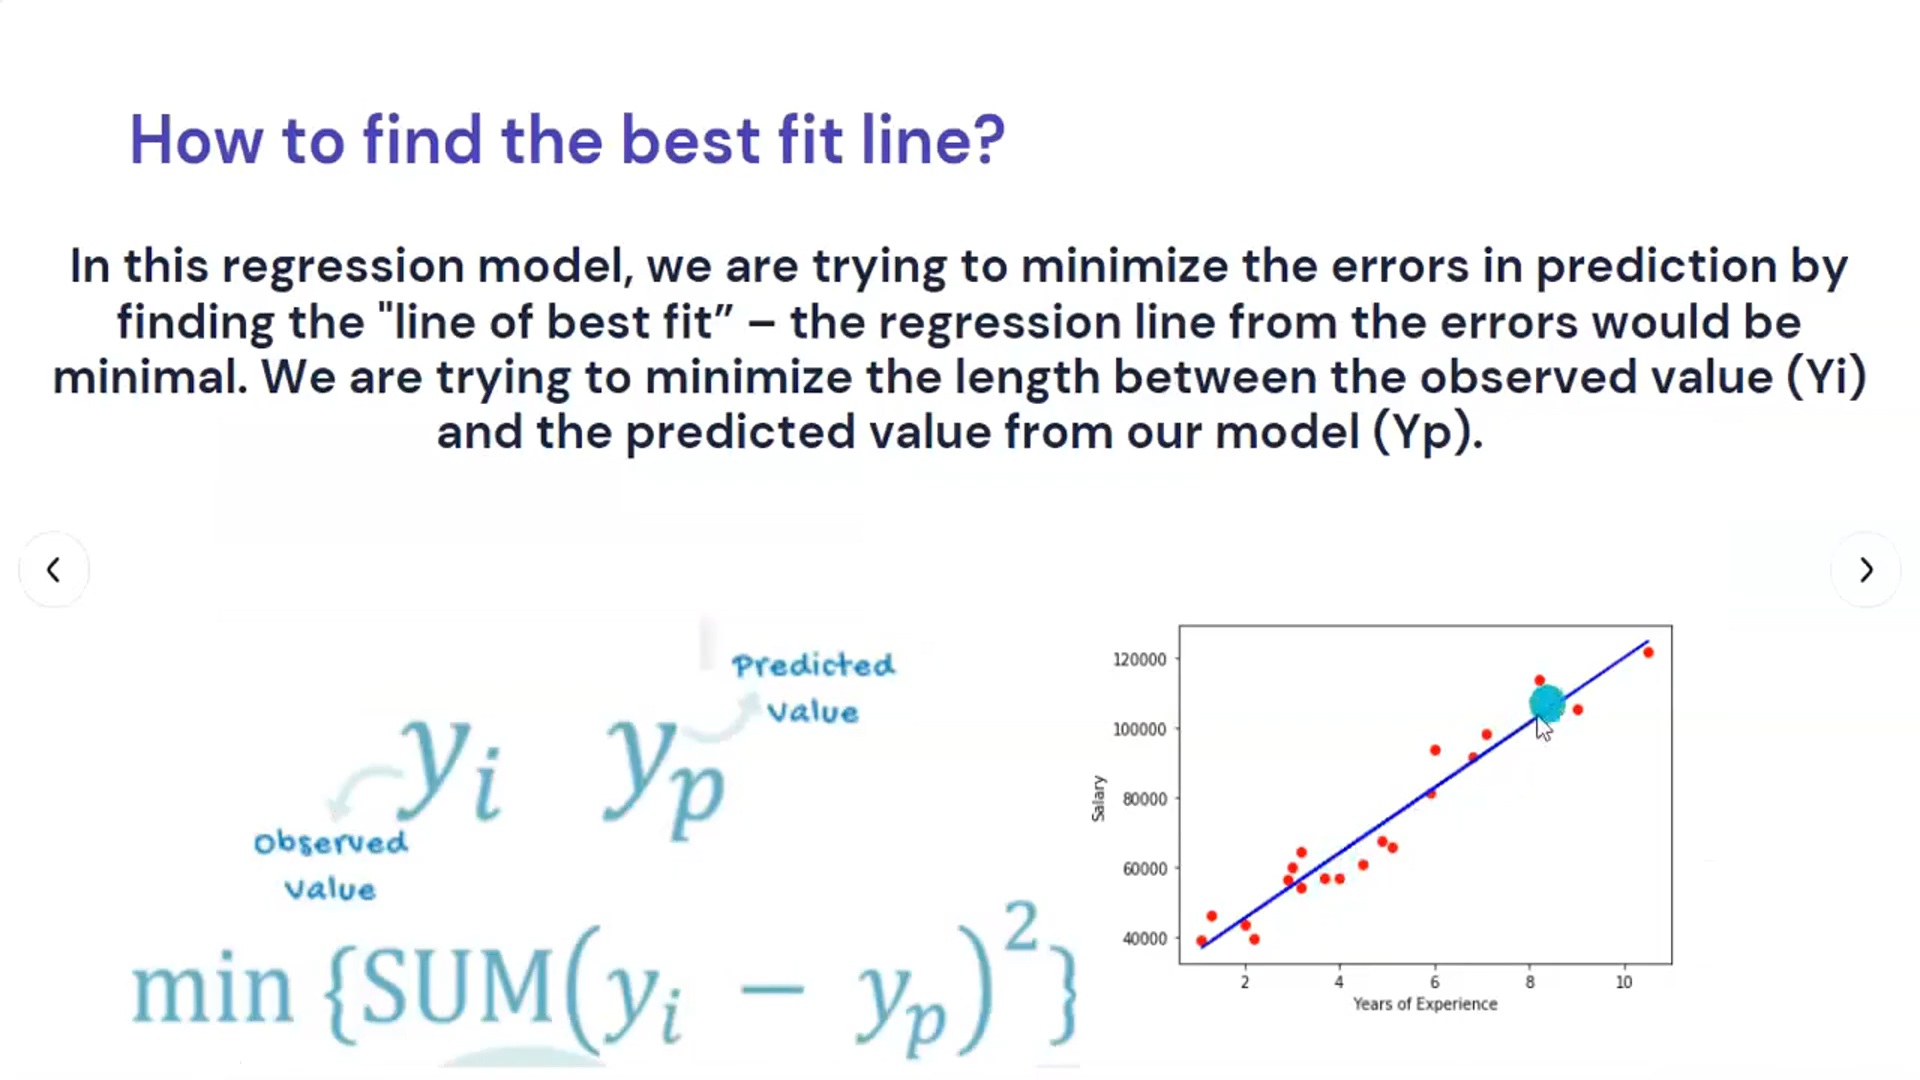 How to find the best fit line?
In this regression model, we are trying to minimize the errors in prediction by
finding the "line of best fit” – the regression line from the errors would be
minimal. We are trying to minimize the length between the observed value (Yi)
and the predicted value from our model (Yp).
Predicted
value
yi yp
Observed
value
min {SUM(yi − yp)²}
120000
100000
80000
60000
40000
Salary
2 4 6 8 10
Years of Experience